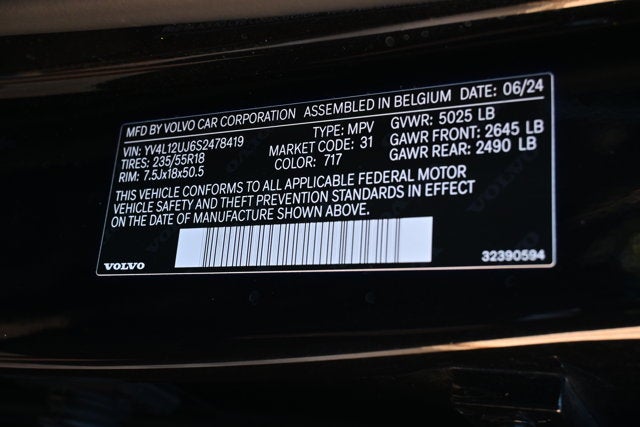 MFD BY VOLVO CAR CORPORATION ASSEMBLED IN BELGIUM DATE: 06/24
VIN: YV4L12UJ6S2478419 TYPE: MPV GVWR: 5025 LB
TIRES: 235/55R18 MARKET CODE: 31 GAWR FRONT: 2645 LB
RIM: 7.5Jx18x50.5 COLOR: 717 GAWR REAR: 2490 LB
THIS VEHICLE CONFORMS TO ALL APPLICABLE FEDERAL MOTOR
VEHICLE SAFETY AND THEFT PREVENTION STANDARDS IN EFFECT
ON THE DATE OF MANUFACTURE SHOWN ABOVE.
VOLVO 32390594